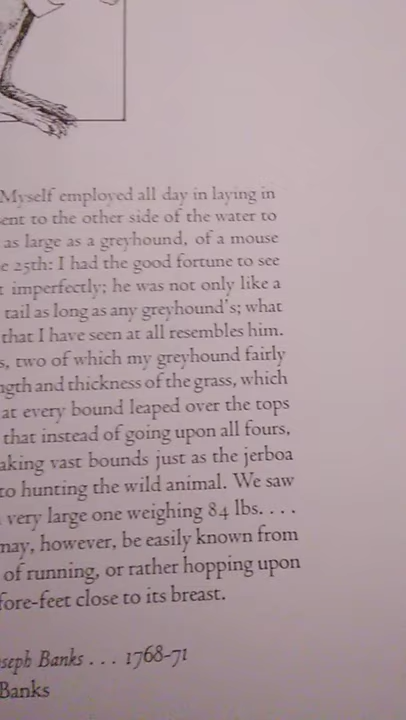 Myself employed all day in laying in
ent to the other side of the water to
as large as a greyhound, of a mouse
e 25th: I had the good fortune to see
t imperfectly; he was not only like a
tail as long as any greyhound's; what
that I have seen at all resembles him.
s, two of which my greyhound fairly
ngth and thickness of the grass, which
at every bound leaped over the tops
that instead of going upon all fours,
aking vast bounds just as the jerboa
to hunting the wild animal. We saw
very large one weighing 84 lbs. . . .
may, however, be easily known from
of running, or rather hopping upon
fore-feet close to its breast.
seph Banks . . . 1768-71
Banks